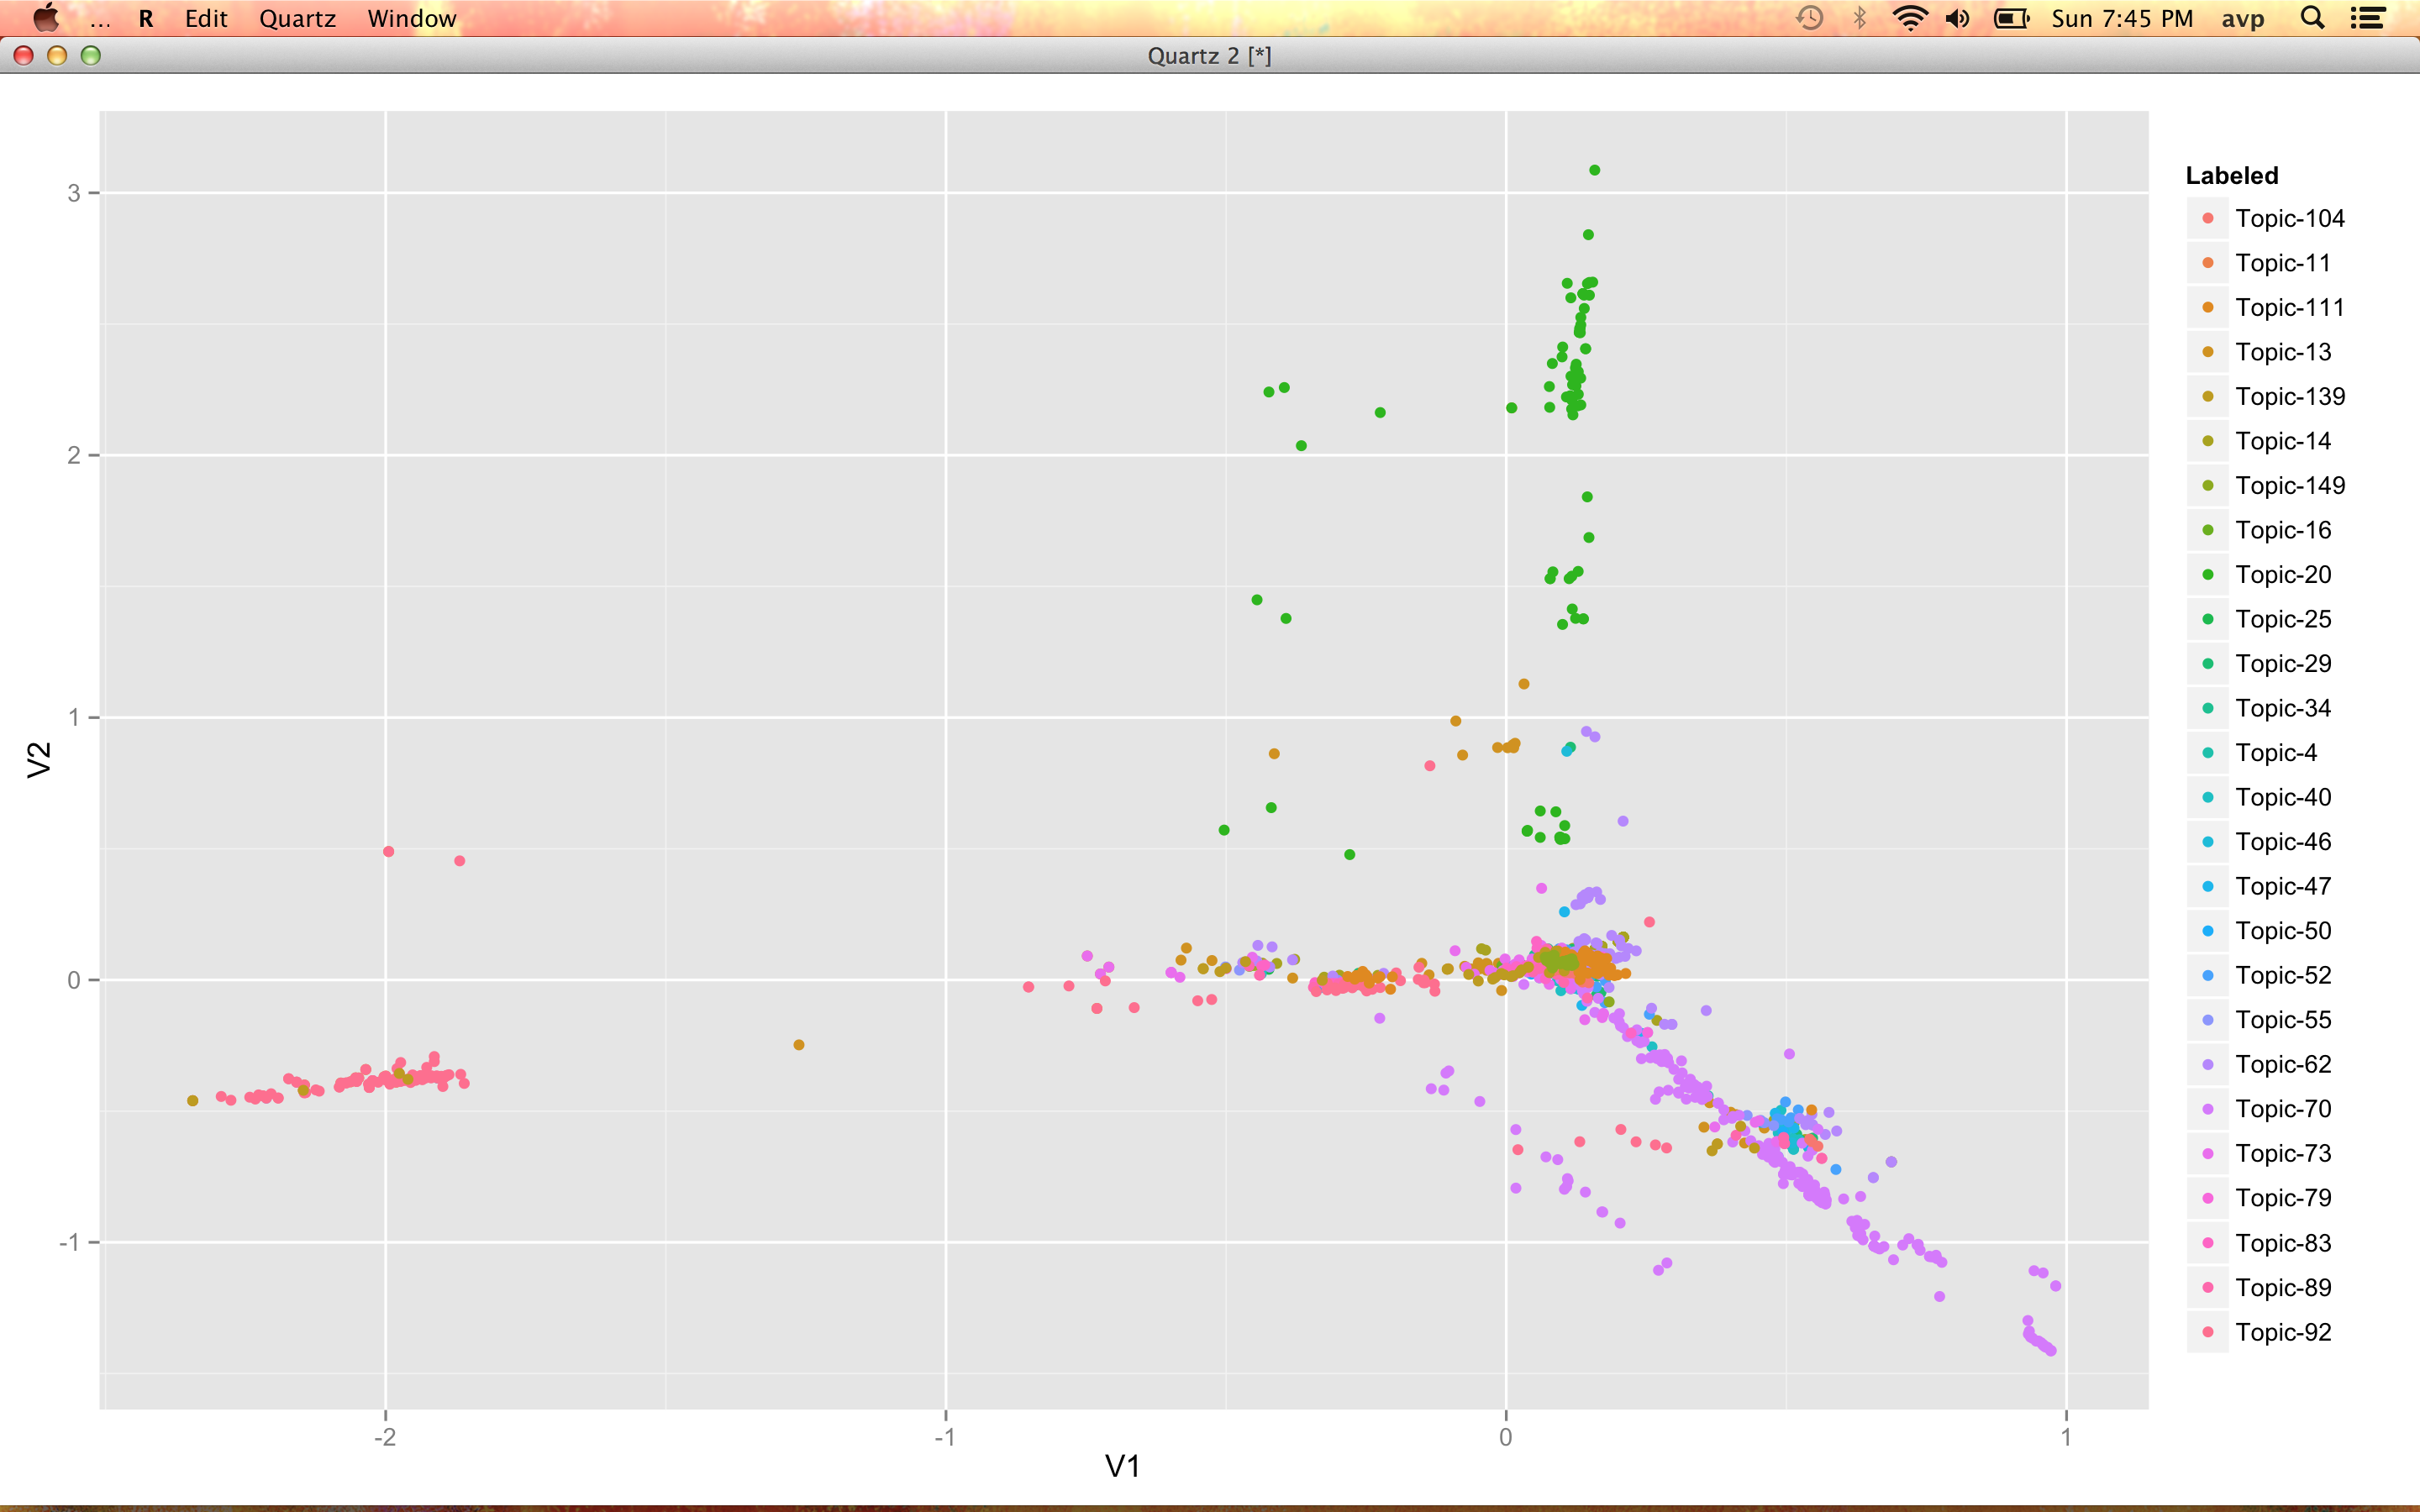 ... R Edit Quartz Window Sun 7:45 PM avp
Quartz 2 [*]
Labeled
Topic-104
Topic-11
Topic-111
Topic-13
Topic-139
Topic-14
Topic-149
Topic-16
Topic-20
Topic-25
Topic-29
Topic-34
Topic-4
Topic-40
Topic-46
Topic-47
Topic-50
Topic-52
Topic-55
Topic-62
Topic-70
Topic-73
Topic-79
Topic-83
Topic-89
Topic-92
3
2
1
0
-1
V2
-2 -1 0 1
V1